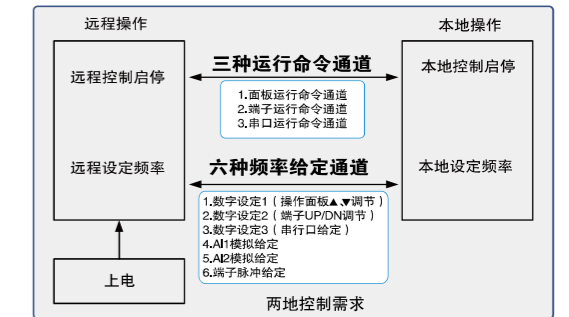 远程操作
本地操作
远程控制启停
三种运行命令通道
本地控制启停
1.面板运行命令通道
2.端子运行命令通道
3.串口运行命令通道
远程设定频率
六种频率给定通道
本地设定频率
1.数字设定1（操作面板▲、▼调节）
2.数字设定2（端子UP/DN调节）
3.数字设定3（串行口给定）
4.AI1模拟给定
5.AI2模拟给定
6.端子脉冲给定
上电
两地控制需求